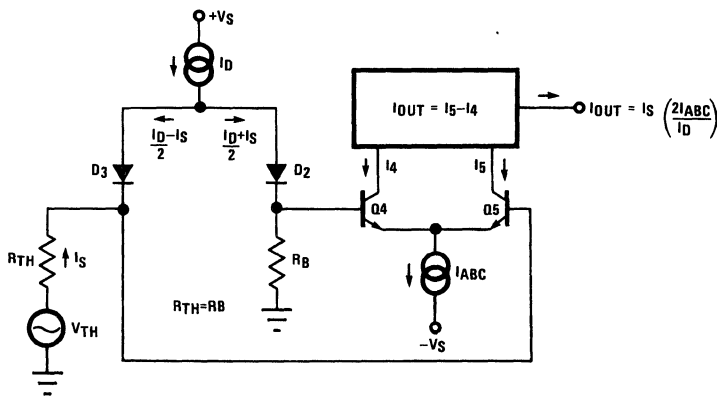 +VS
ID
ID/2 -IS
ID/2 +IS
IOUT = I5-I4
IOUT = IS (2IABC/ID)
D3
D2
I4
I5
Q4
Q5
RTH
IS
RB
IABC
RTH=RB
VTH
-VS